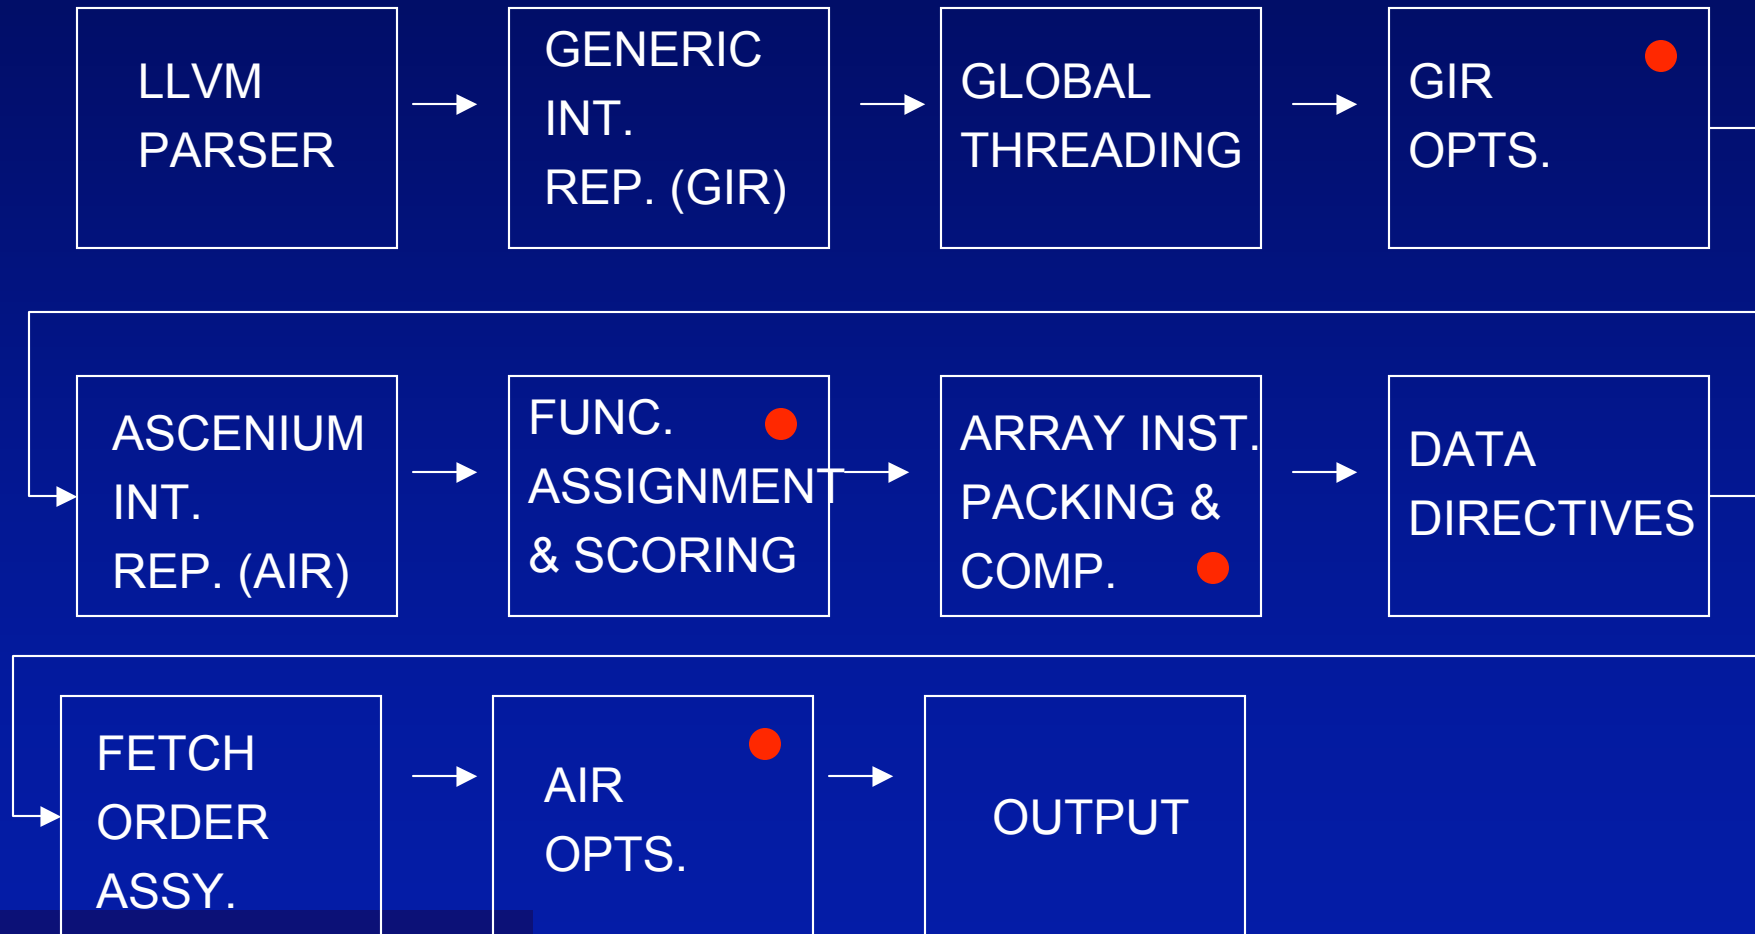 LLVM
PARSER
GENERIC
INT.
REP. (GIR)
GLOBAL
THREADING
GIR
OPTS.
ASCENIUM
INT.
REP. (AIR)
FUNC.
ASSIGNMENT
& SCORING
ARRAY INST.
PACKING &
COMP.
DATA
DIRECTIVES
FETCH
ORDER
ASSY.
AIR
OPTS.
OUTPUT